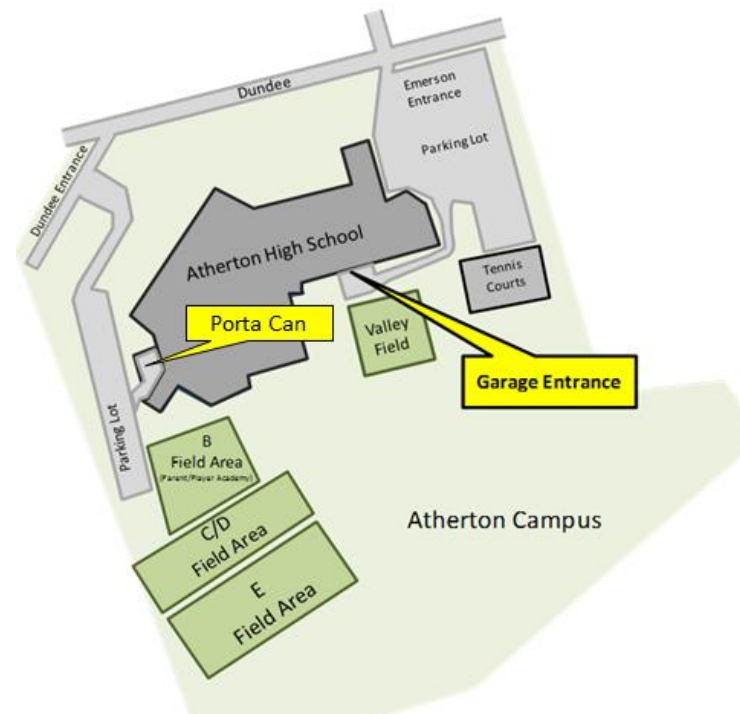 Dundee
Emerson
Entrance
Parking Lot
Dundee Entrance
Atherton High School
Tennis
Courts
Porta Can
Valley
Field
Garage Entrance
Parking Lot
B
Field Area
(Parent/Player Academy)
Atherton Campus
C/D
Field Area
E
Field Area